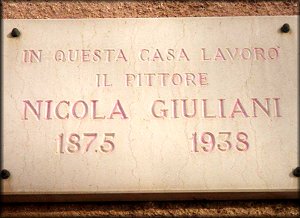 IN QUESTA CASA LAVORÒ
IL PITTORE
NICOLA GIULIANI
1875 1938